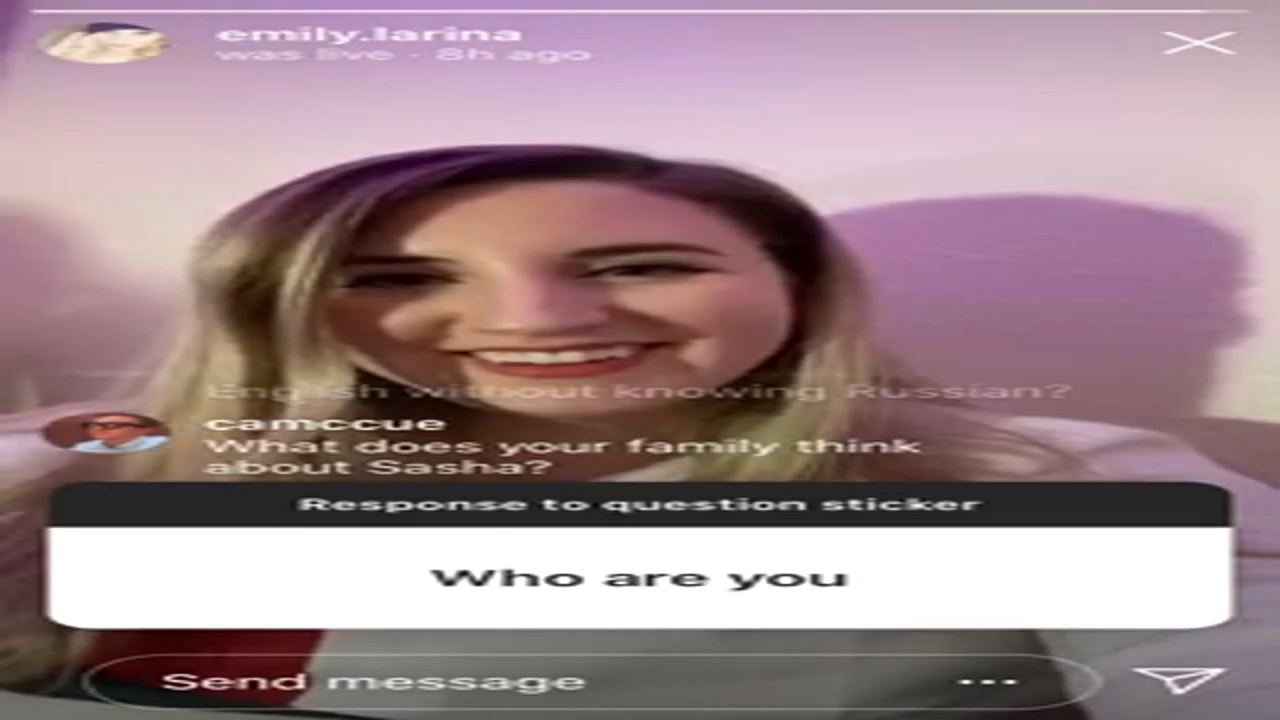 emily.larina
was live · 8h ago
English without knowing Russian?
camccue
What does your family think
about Sasha?
Response to question sticker
Who are you
Send message